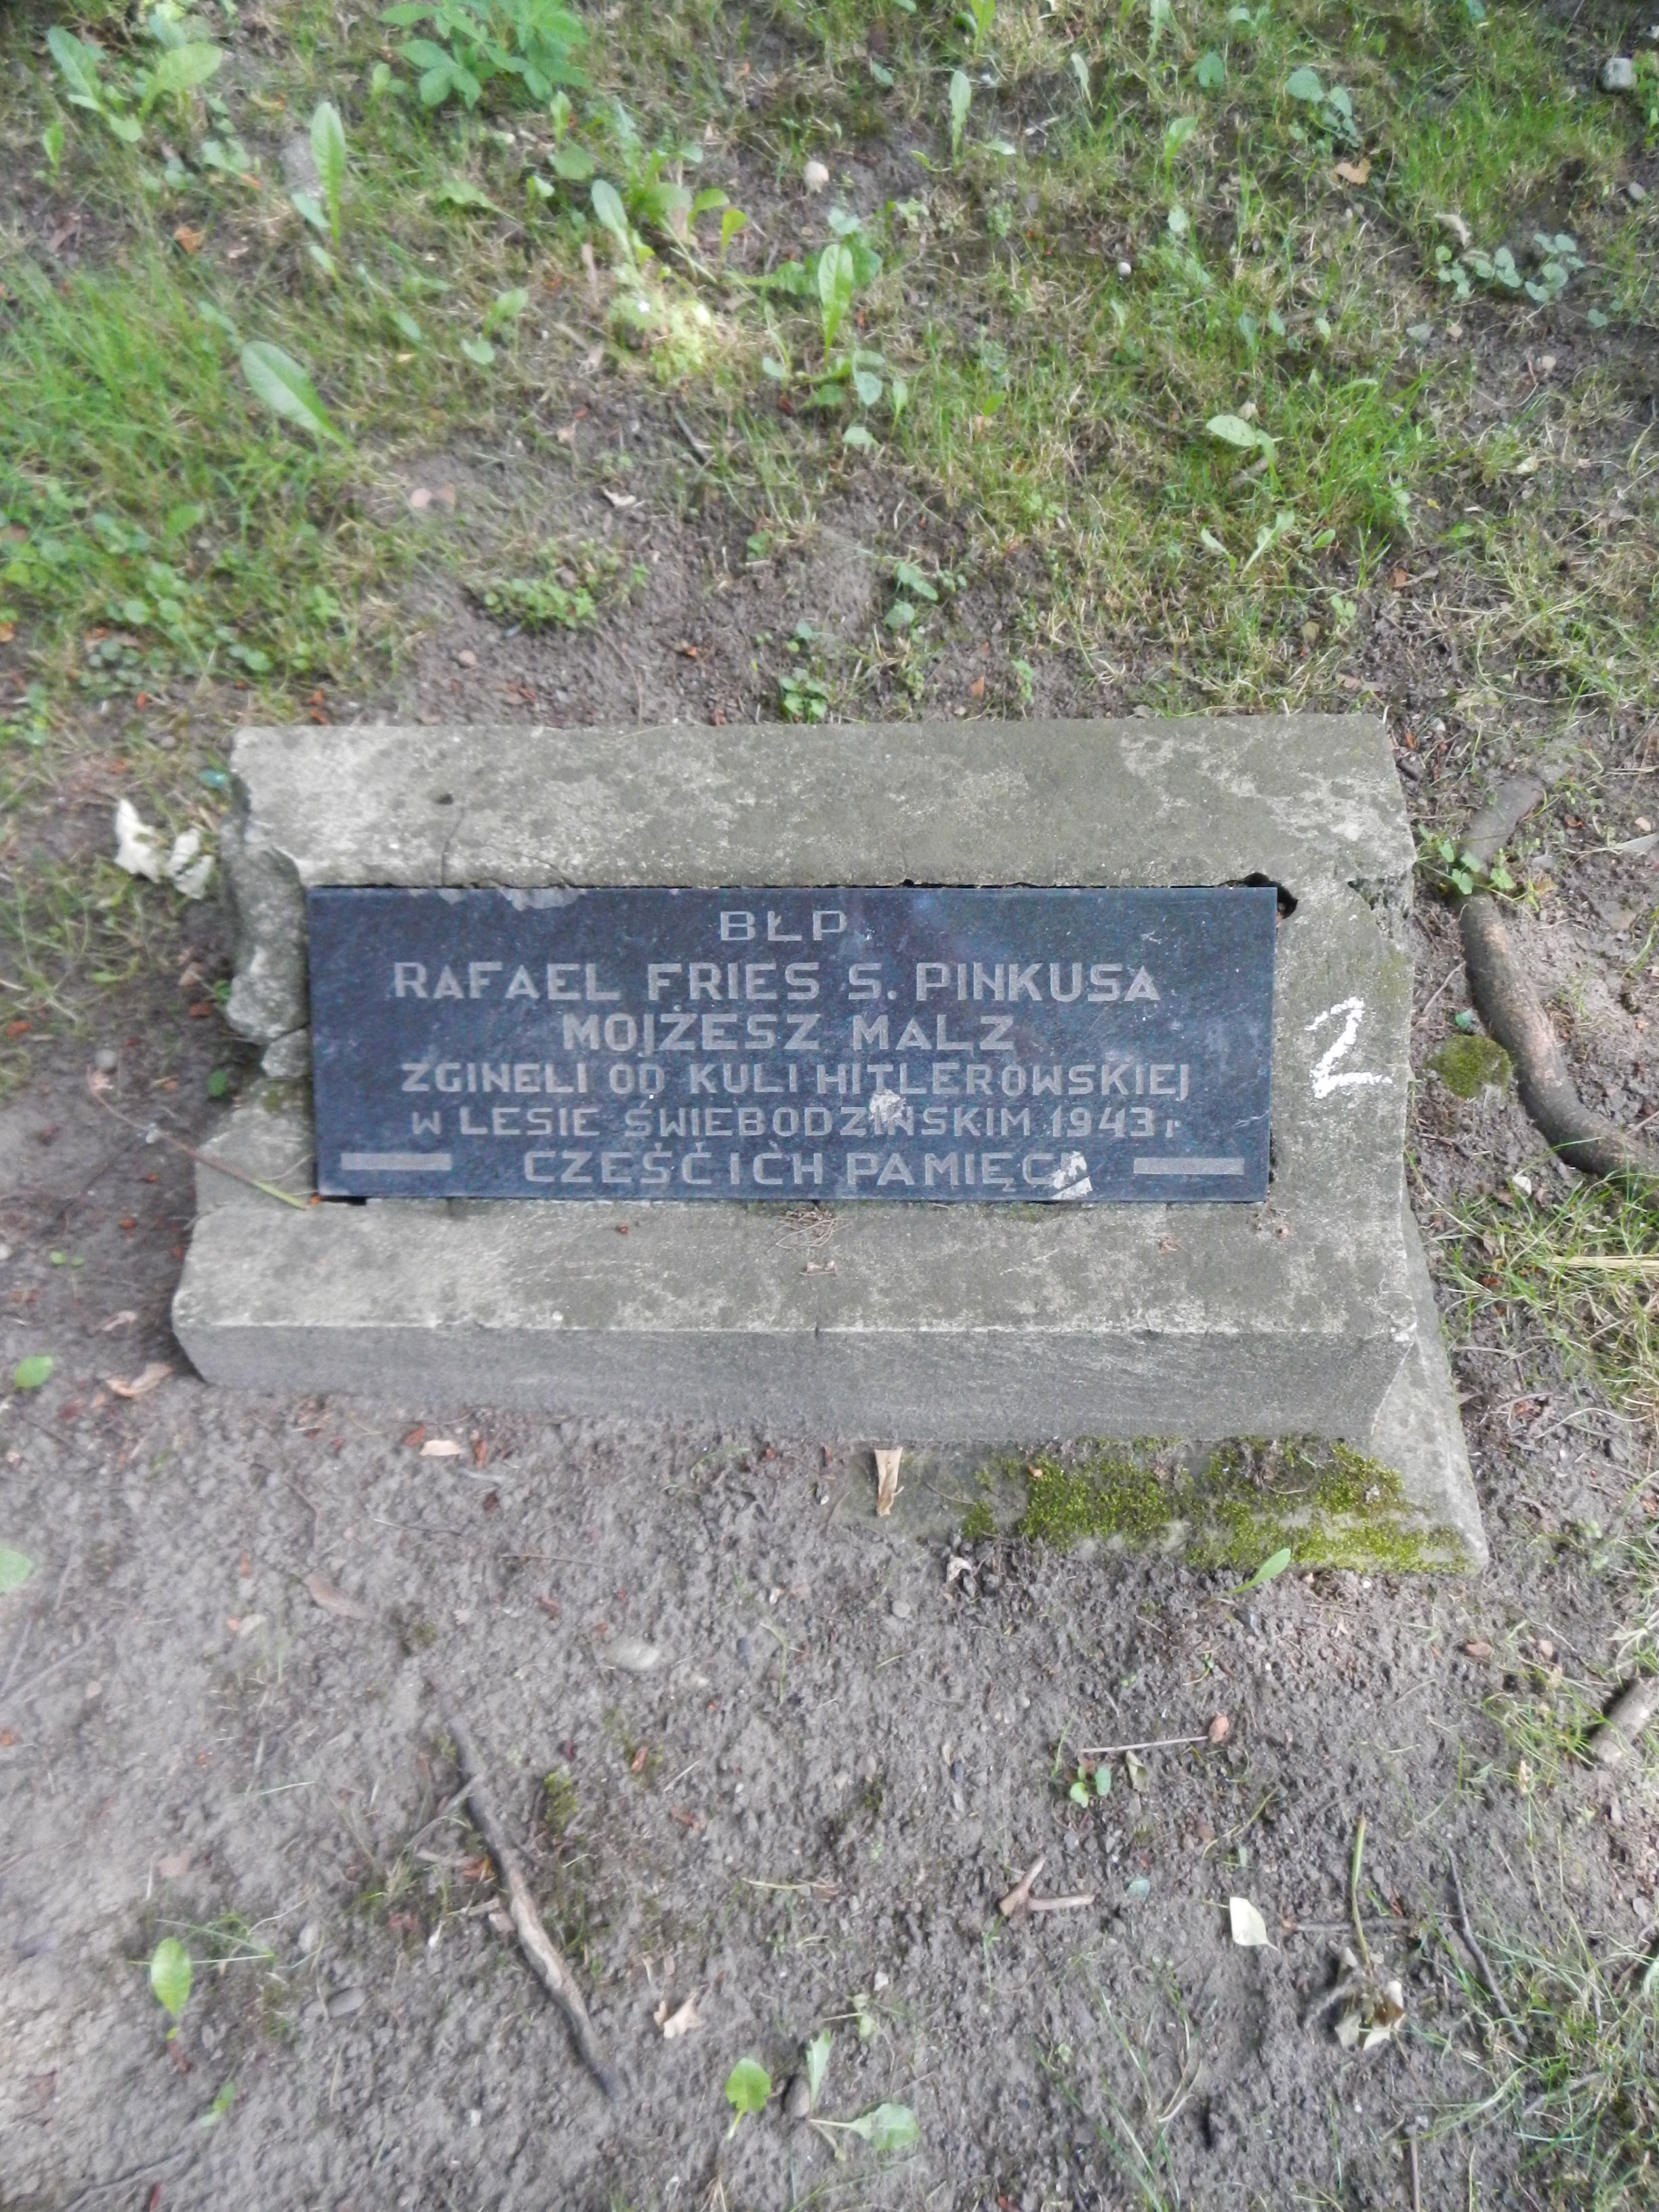 BŁP.
RAFAEL FRIES S. PINKUSA
MOJŻESZ MALZ
ZGINELI OD KULI HITLEROWSKIEJ
W LESIE ŚWIEBODZIŃSKIM 1943 r
CZEŚĆ ICH PAMIĘCI
2